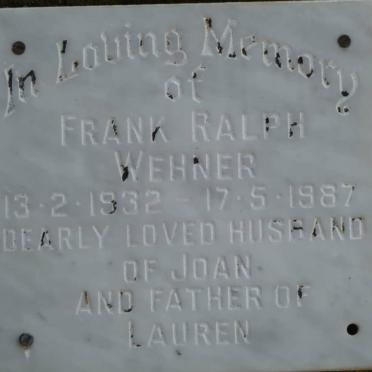 In Loving Memory
of
FRANK RALPH
WEHNER
13·2·1932 - 17·5·1987
DEARLY LOVED HUSBAND
OF JOAN
AND FATHER OF
LAUREN